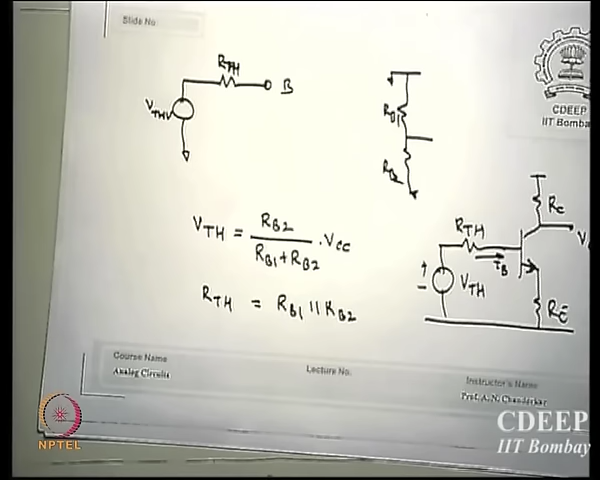 Slide No
R_TH
B
V_THV
R_B1
R_B2
CDEEP
IIT Bombay
V_TH = R_B2 / (R_B1 + R_B2) . V_CC
R_TH = R_B1 || R_B2
R_C
R_TH
I_B
V_TH
R_E
Course Name
Analog Circuits
Lecture No.
Instructor's Name
Prof. A. N. Chandorkar
NPTEL
CDEEP
IIT Bombay